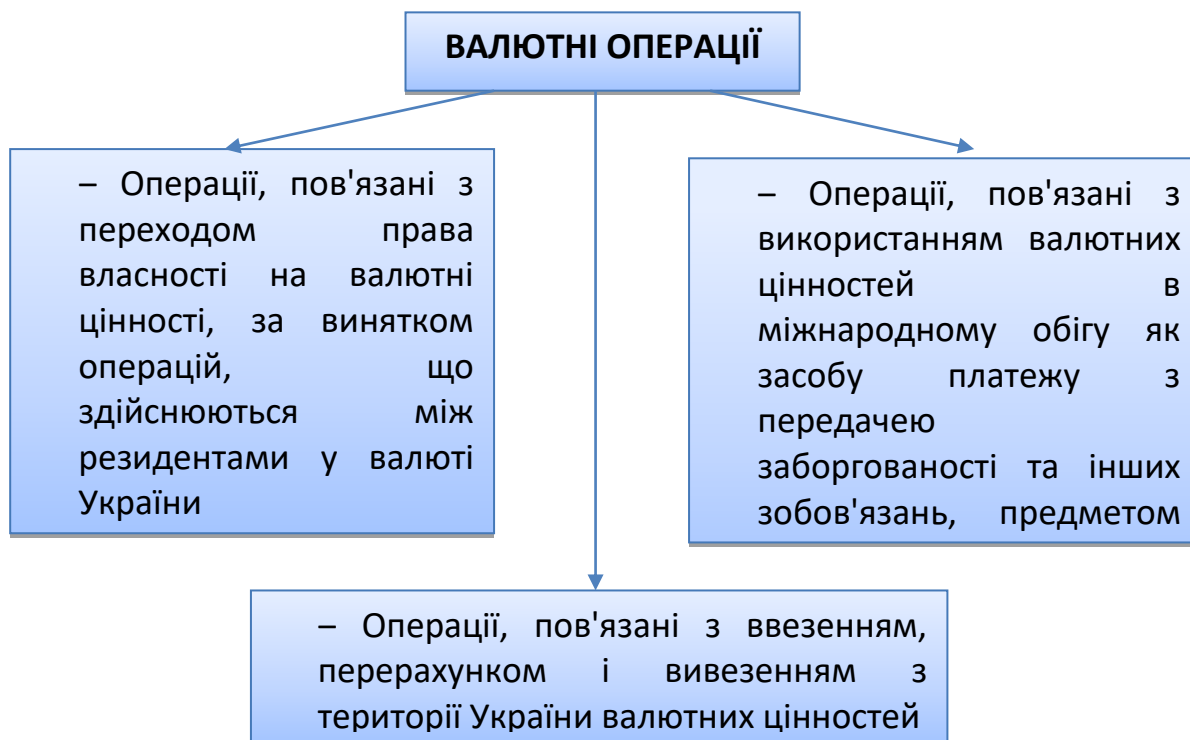 ВАЛЮТНІ ОПЕРАЦІЇ
– Операції, пов'язані з
переходом права
власності на валютні
цінності, за винятком
операцій, що
здійснюються між
резидентами у валюті
України
– Операції, пов'язані з
використанням валютних
цінностей в
міжнародному обігу як
засобу платежу з
передачею
заборгованості та інших
зобов'язань, предметом
– Операції, пов'язані з ввезенням,
перерахунком і вивезенням з
території України валютних цінностей